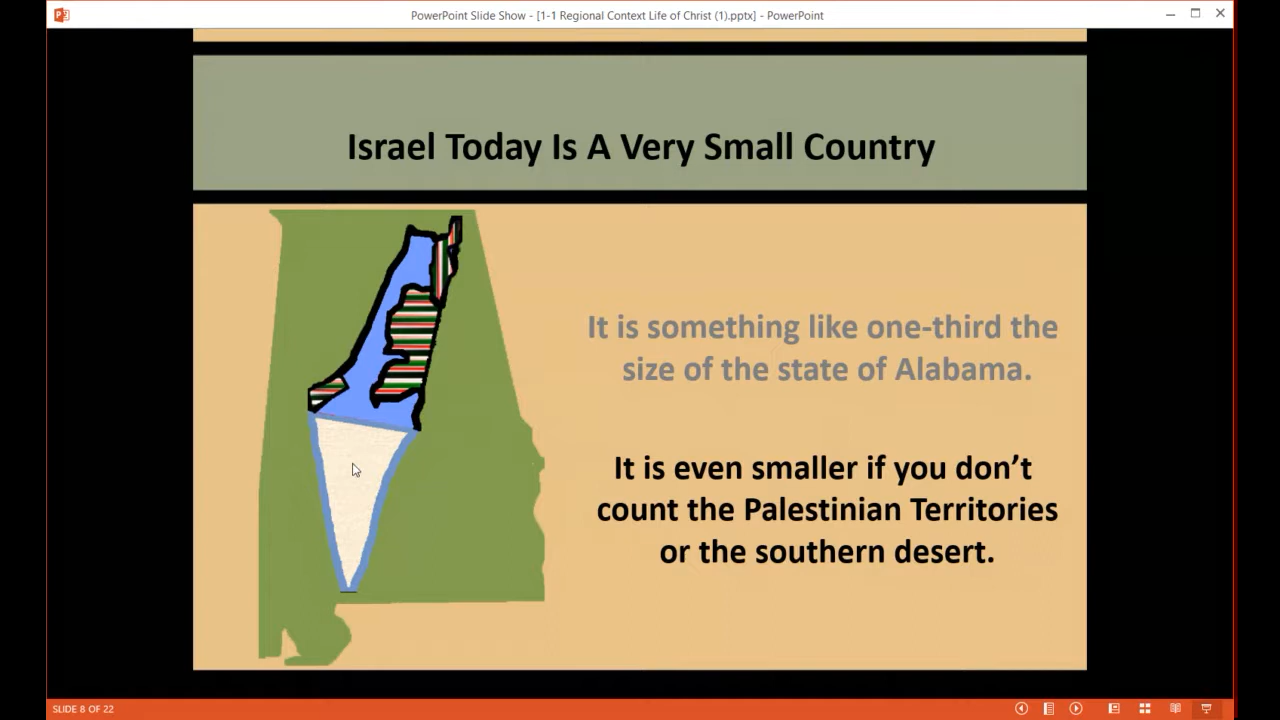 PowerPoint Slide Show - [1-1 Regional Context Life of Christ (1).pptx] - PowerPoint
Israel Today Is A Very Small Country
It is something like one-third the
size of the state of Alabama.
It is even smaller if you don’t
count the Palestinian Territories
or the southern desert.
SLIDE 8 OF 22